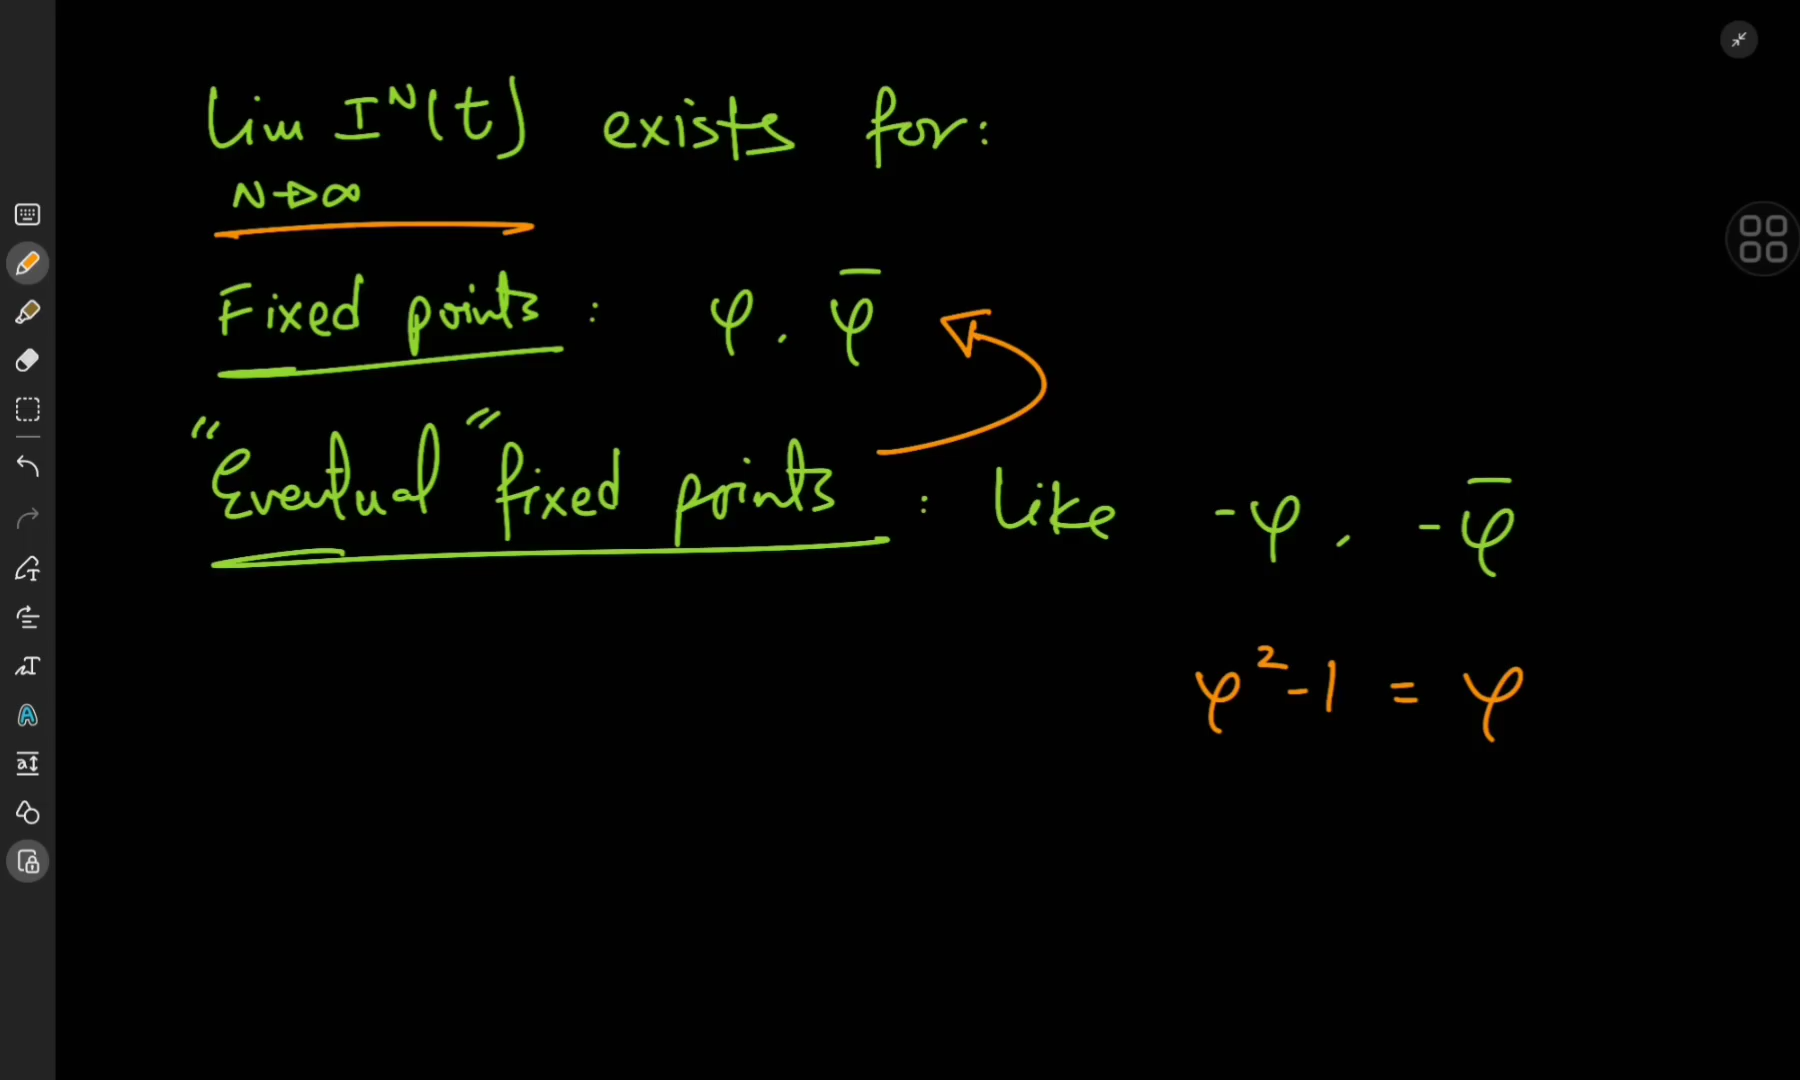 lim I^N(t) exists for:
N→∞
Fixed points : φ, φ̄
"Eventual" fixed points : like -φ, -φ̄
φ² - 1 = φ